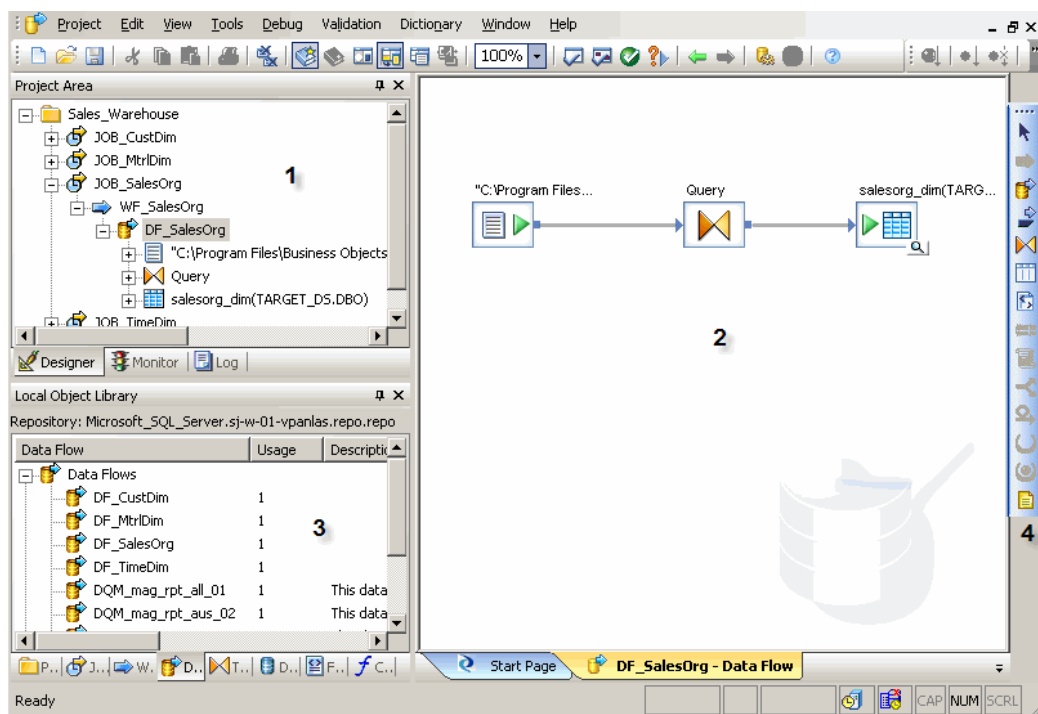 Project Edit View Tools Debug Validation Dictionary Window Help
100%
Project Area
Sales_Warehouse
JOB_CustDim
JOB_MtrlDim
JOB_SalesOrg
WF_SalesOrg
DF_SalesOrg
"C:\Program Files\Business Objects
Query
salesorg_dim(TARGET_DS.DBO)
JOB_TimeDim
1
Designer Monitor Log
"C:\Program Files... Query salesorg_dim(TARG...
2
Local Object Library
Repository: Microsoft_SQL_Server.sj-w-01-vpanlas.repo.repo
Data Flow Usage Descriptic
Data Flows
DF_CustDim 1
DF_MtrlDim 1
DF_SalesOrg 1
DF_TimeDim 1
DQM_mag_rpt_all_01 1 This data
DQM_mag_rpt_aus_02 1 This data
3
4
P.. J.. W. D.. T.. D.. F.. C..
Start Page DF_SalesOrg - Data Flow
Ready CAP NUM SCRL